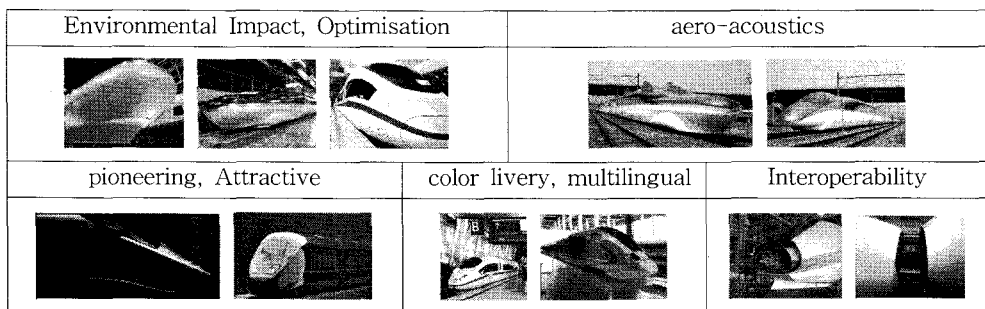 Environmental Impact, Optimisation
aero-acoustics
pioneering, Attractive
color livery, multilingual
Interoperability